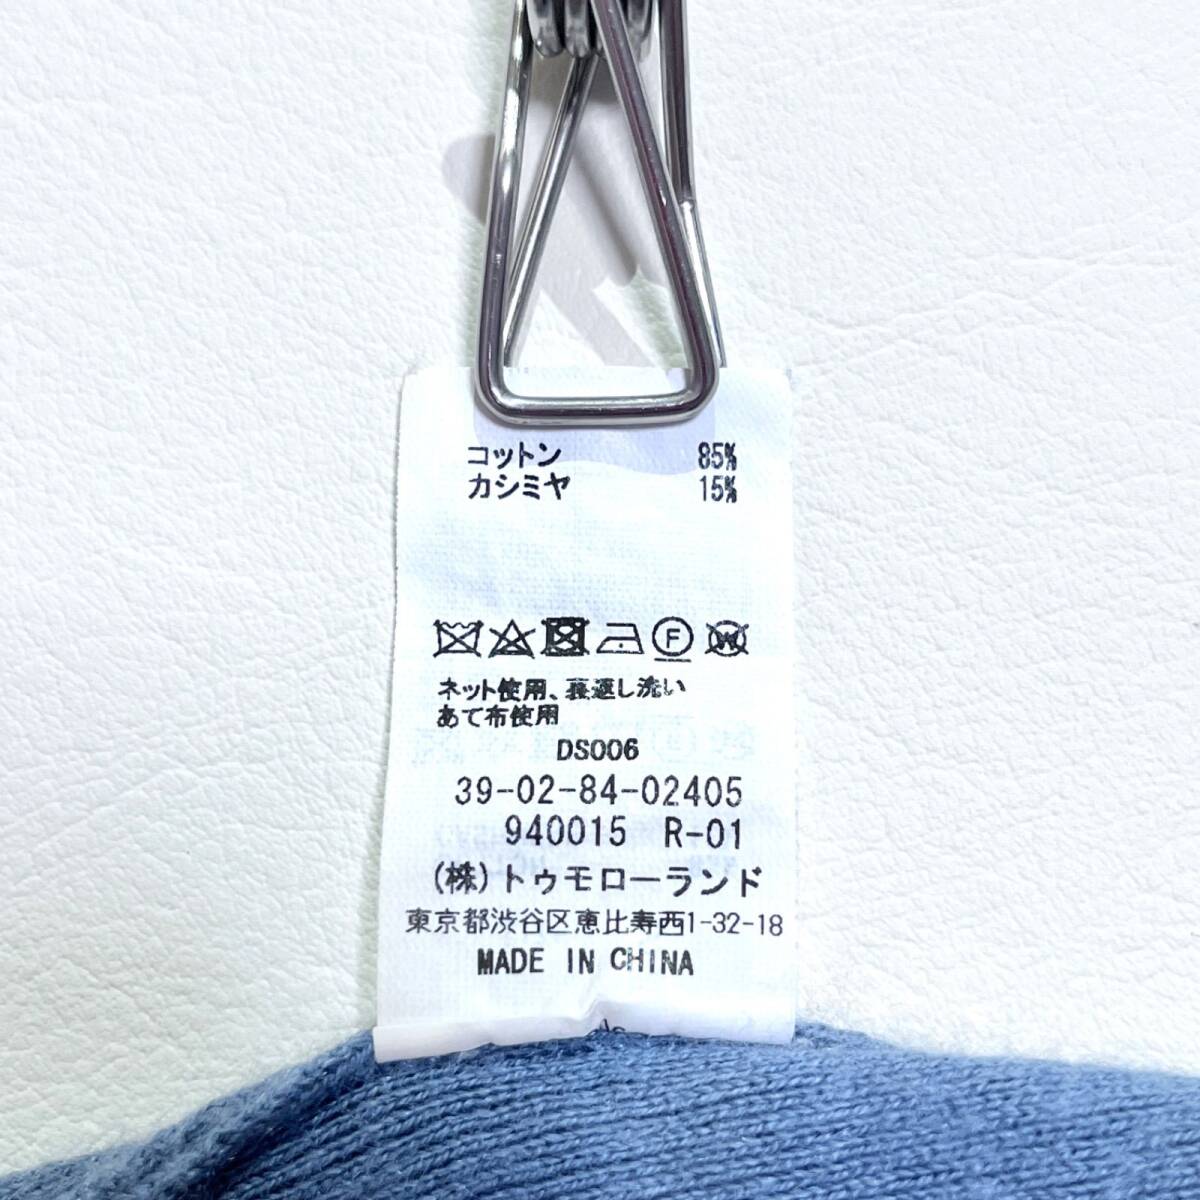 コットン 85%
カシミヤ 15%
F W
ネット使用、裏返し洗い
あて布使用
DS006
39-02-84-02405
940015 R-01
(株)トゥモローランド
東京都渋谷区恵比寿西1-32-18
MADE IN CHINA